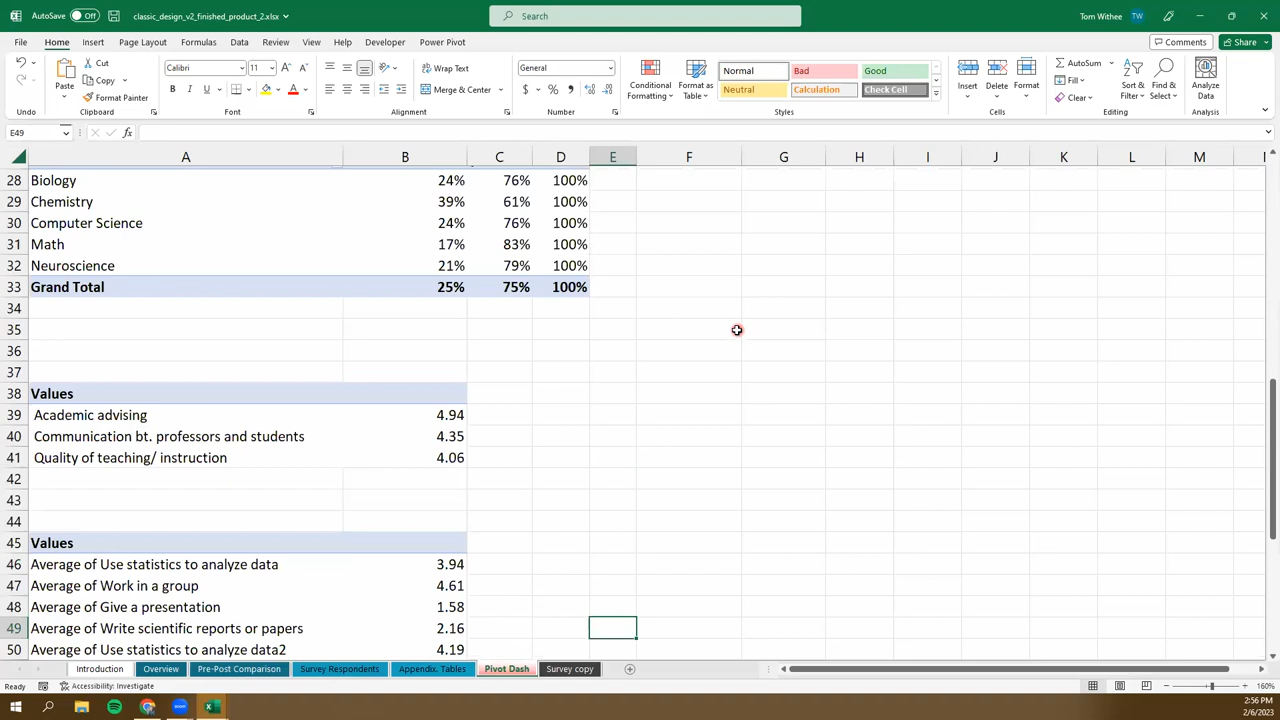 AutoSave Off classic_design_v2_finished_product_2.xlsx Search Tom Withee TW
File Home Insert Page Layout Formulas Data Review View Help Developer Power Pivot Comments Share
Cut Copy Format Painter Paste
Calibri 11 B I U A
Wrap Text Merge & Center
General $ % ,
Conditional Formatting Format as Table
Normal Bad Good
Neutral Calculation Check Cell
Insert Delete Format
AutoSum Fill Clear Sort & Filter Find & Select Analyze Data
Undo Clipboard Font Alignment Number Styles Cells Editing Analysis
E49 fx
A B C D E F G H I J K L M
28 Biology 24% 76% 100%
29 Chemistry 39% 61% 100%
30 Computer Science 24% 76% 100%
31 Math 17% 83% 100%
32 Neuroscience 21% 79% 100%
33 Grand Total 25% 75% 100%
34
35
36
37
38 Values
39 Academic advising 4.94
40 Communication bt. professors and students 4.35
41 Quality of teaching/ instruction 4.06
42
43
44
45 Values
46 Average of Use statistics to analyze data 3.94
47 Average of Work in a group 4.61
48 Average of Give a presentation 1.58
49 Average of Write scientific reports or papers 2.16
50 Average of Use statistics to analyze data2 4.19
Introduction Overview Pre-Post Comparison Survey Respondents Appendix. Tables Pivot Dash Survey copy
Ready Accessibility: Investigate 160%
2:56 PM
2/6/2023